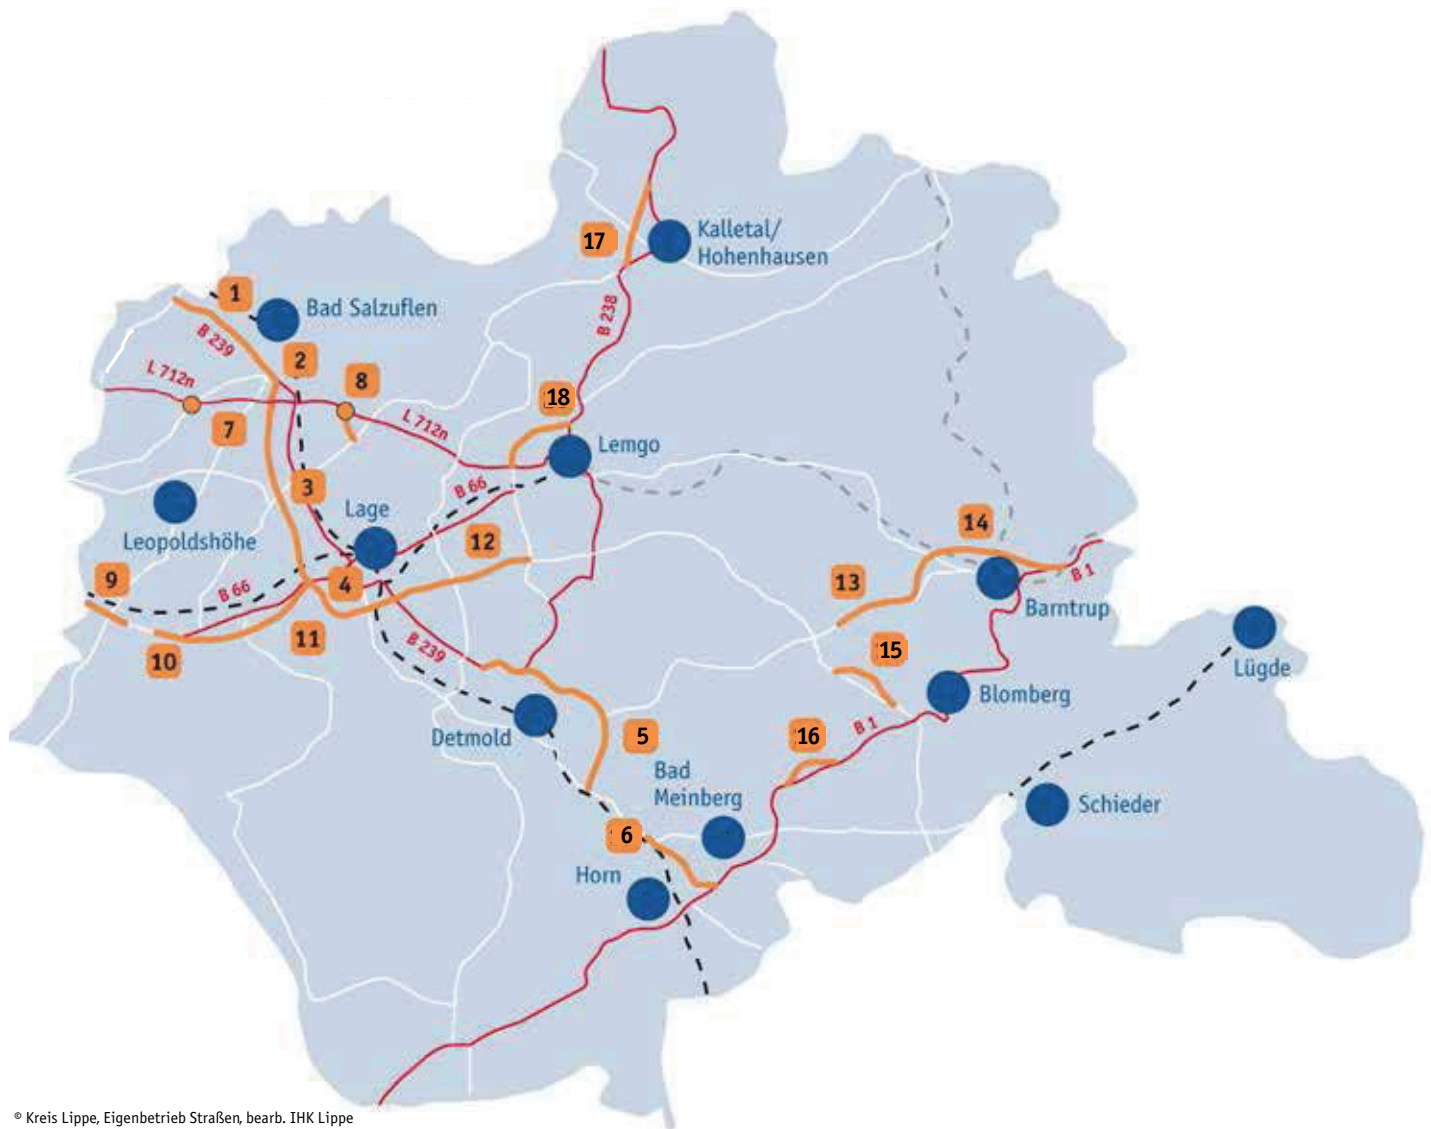 Kalletal/
Hohenhausen
17
1
Bad Salzuflen
B 239
B 238
2
L 712n
8
18
7
L 712n
Lemgo
B 66
3
Lage
Leopoldshöhe
12
14
9
B 66
4
13
B 1
Barntrup
11
10
B 239
15
Lügde
Blomberg
Detmold
5
16
B 1
Bad
Meinberg
Schieder
6
Horn
© Kreis Lippe, Eigenbetrieb Straßen, bearb. IHK Lippe